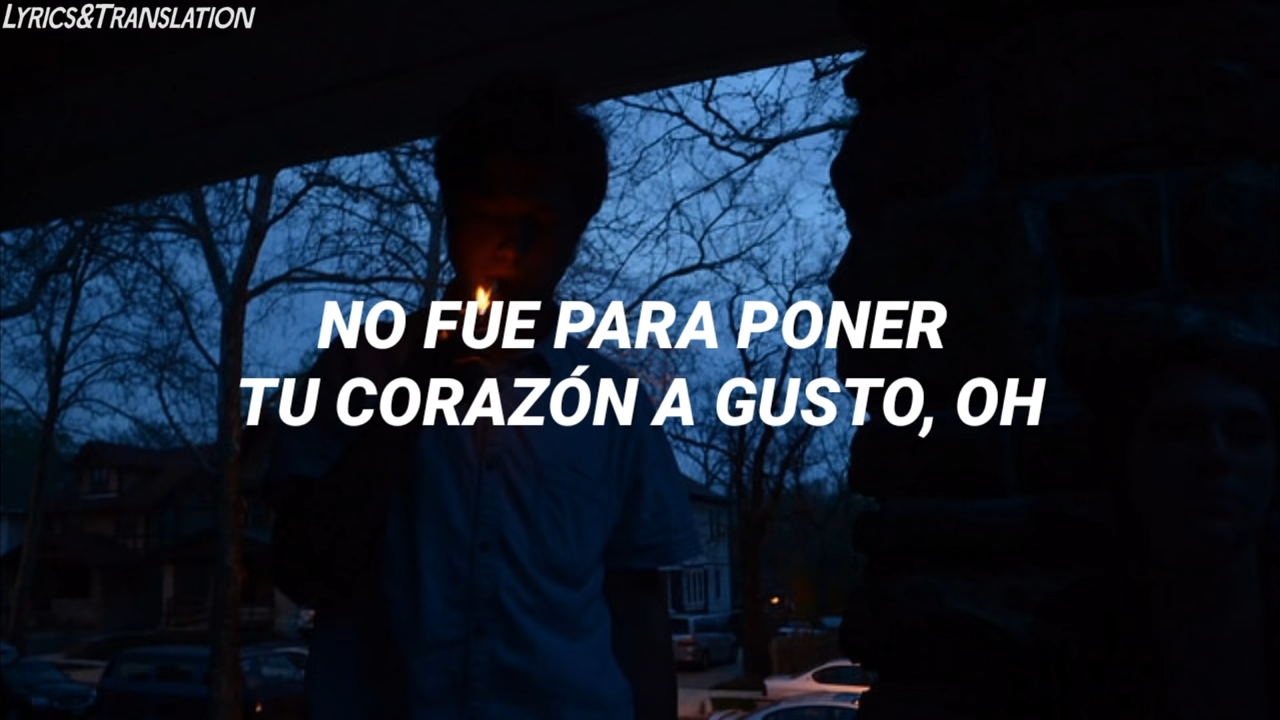 LYRICS&TRANSLATION
NO FUE PARA PONER
TU CORAZÓN A GUSTO, OH